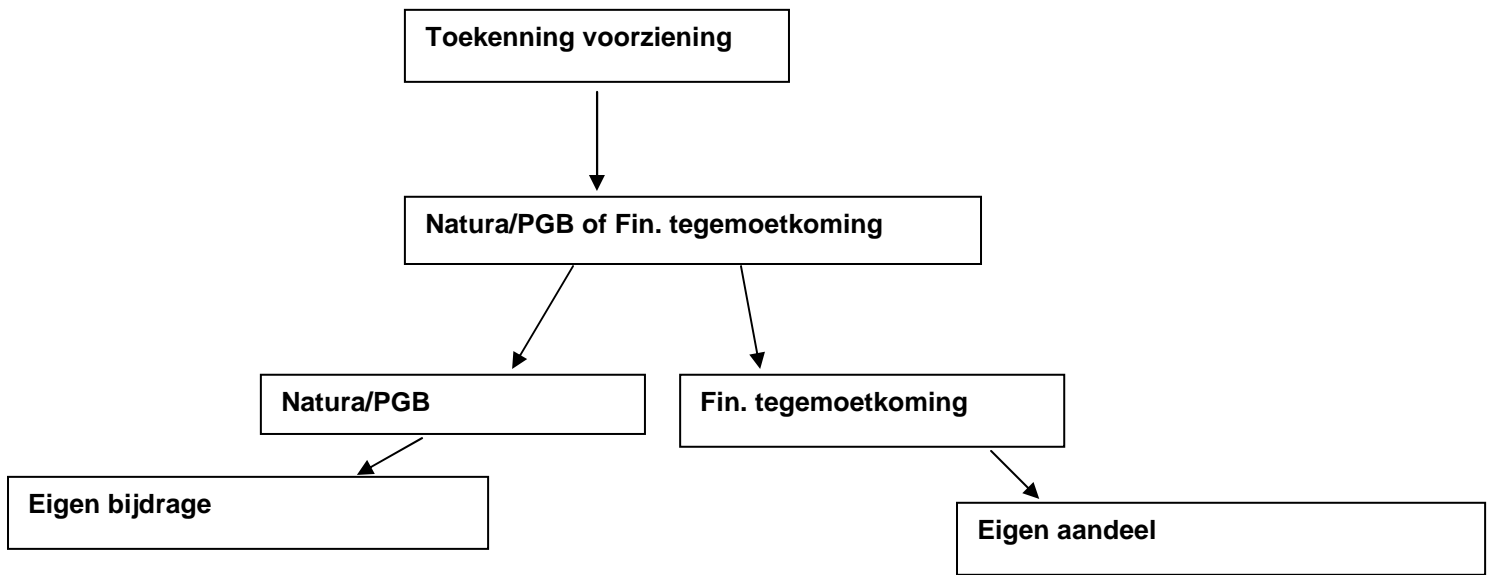 Toekenning voorziening
Natura/PGB of Fin. tegemoetkoming
Natura/PGB
Fin. tegemoetkoming
Eigen bijdrage
Eigen aandeel